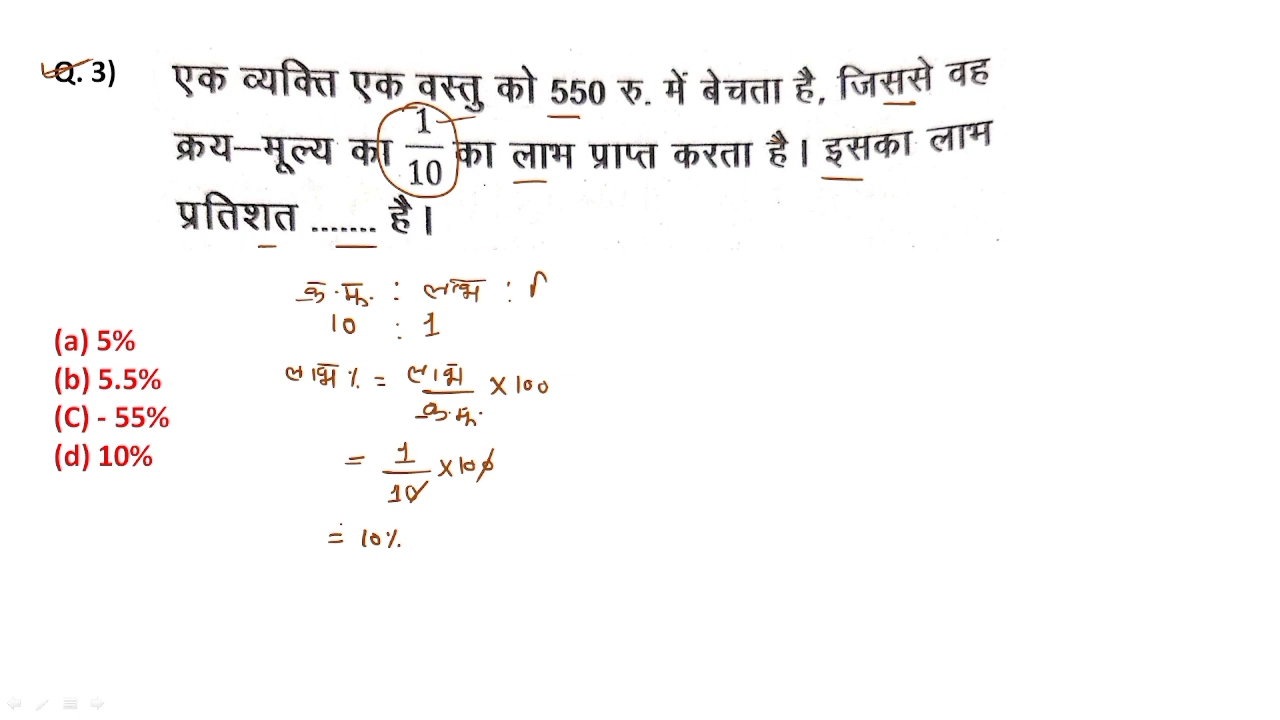 Q. 3)
एक व्यक्ति एक वस्तु को 550 रु. में बेचता है, जिससे वह
क्रय–मूल्य का 1/10 का लाभ प्राप्त करता है। इसका लाभ
प्रतिशत ....... है।
क.म. : लाभ :
10 : 1
(a) 5%
(b) 5.5%
(C) - 55%
(d) 10%
लाभ % = लाभ/क.म. × 100
= 1/10 × 100
= 10%